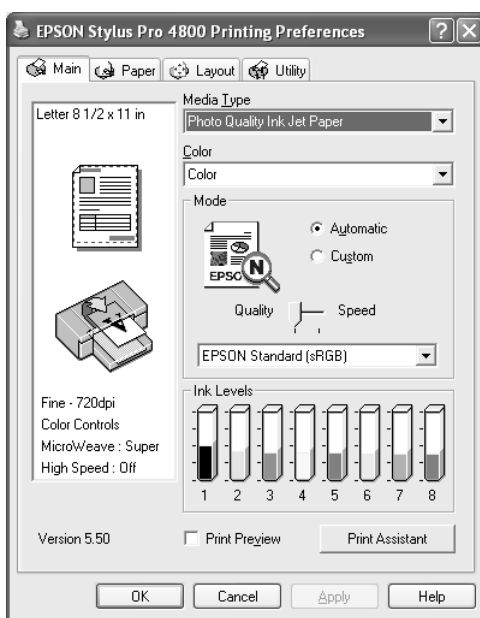 EPSON Stylus Pro 4800 Printing Preferences
Main Paper Layout Utility
Letter 8 1/2 x 11 in
Media Type
Photo Quality Ink Jet Paper
Color
Color
Mode
EPSON
N
Automatic
Custom
Quality Speed
EPSON Standard (sRGB)
Fine - 720dpi
Color Controls
MicroWeave : Super
High Speed : Off
Ink Levels
1 2 3 4 5 6 7 8
Version 5.50
Print Preview
Print Assistant
OK Cancel Apply Help